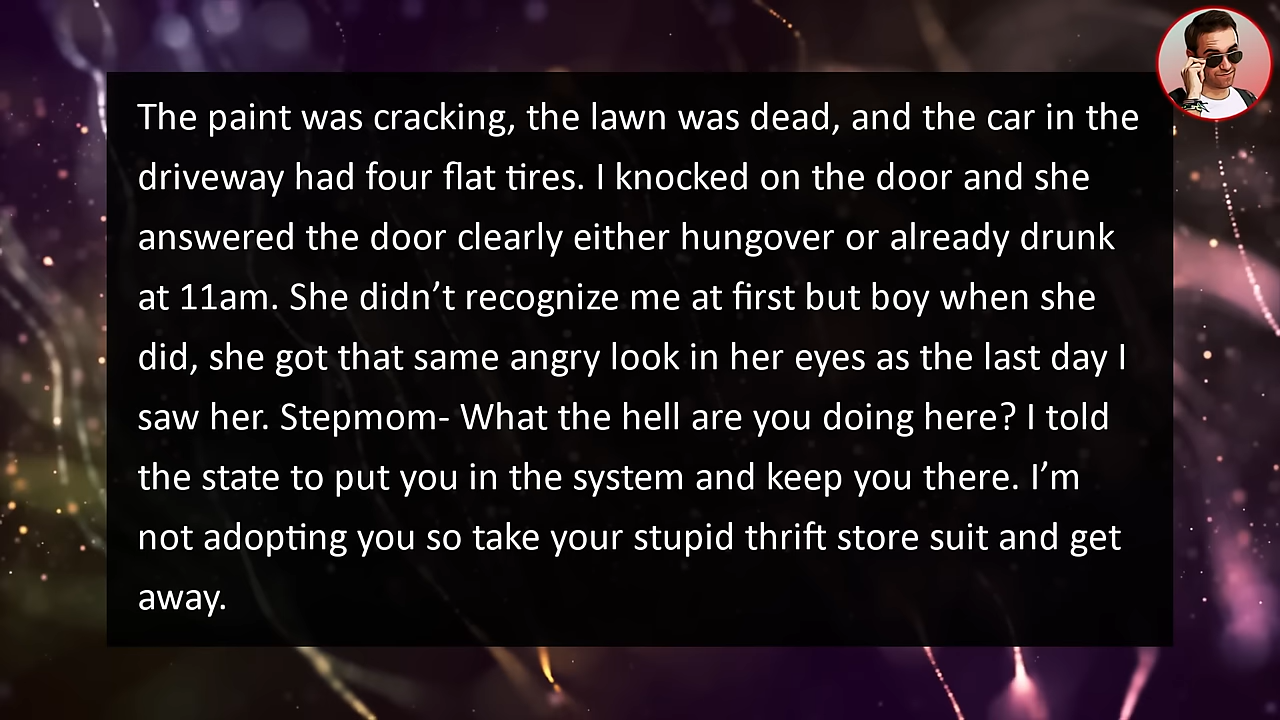 The paint was cracking, the lawn was dead, and the car in the
driveway had four flat tires. I knocked on the door and she
answered the door clearly either hungover or already drunk
at 11am. She didn’t recognize me at first but boy when she
did, she got that same angry look in her eyes as the last day I
saw her. Stepmom- What the hell are you doing here? I told
the state to put you in the system and keep you there. I’m
not adopting you so take your stupid thrift store suit and get
away.